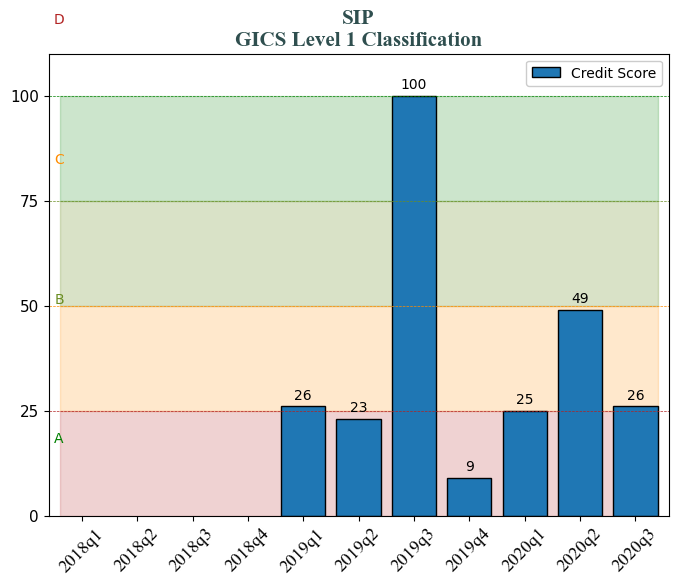 D
SIP
GICS Level 1 Classification
Credit Score
100
100
C
75
B
50
49
26
23
25
26
25
A
9
0
2018q1
2018q2
2018q3
2018q4
2019q1
2019q2
2019q3
2019q4
2020q1
2020q2
2020q3